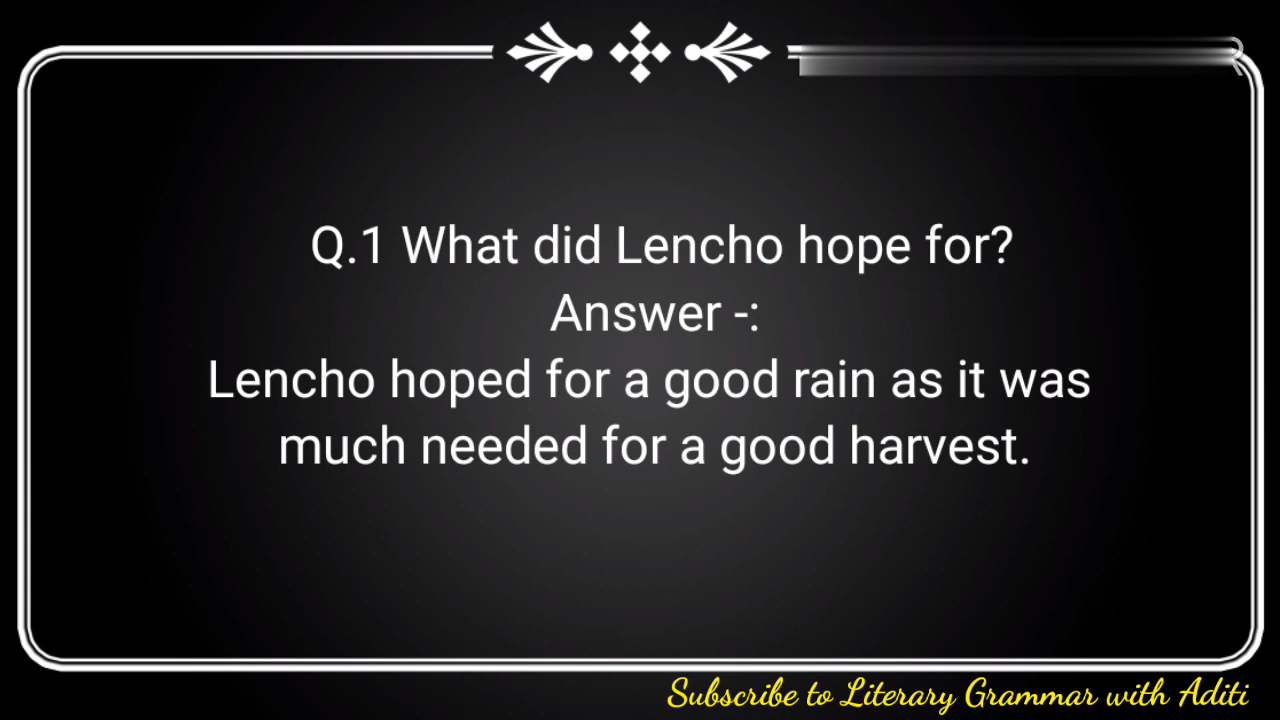 Q.1 What did Lencho hope for?
Answer -:
Lencho hoped for a good rain as it was
much needed for a good harvest.
Subscribe to Literary Grammar with Aditi